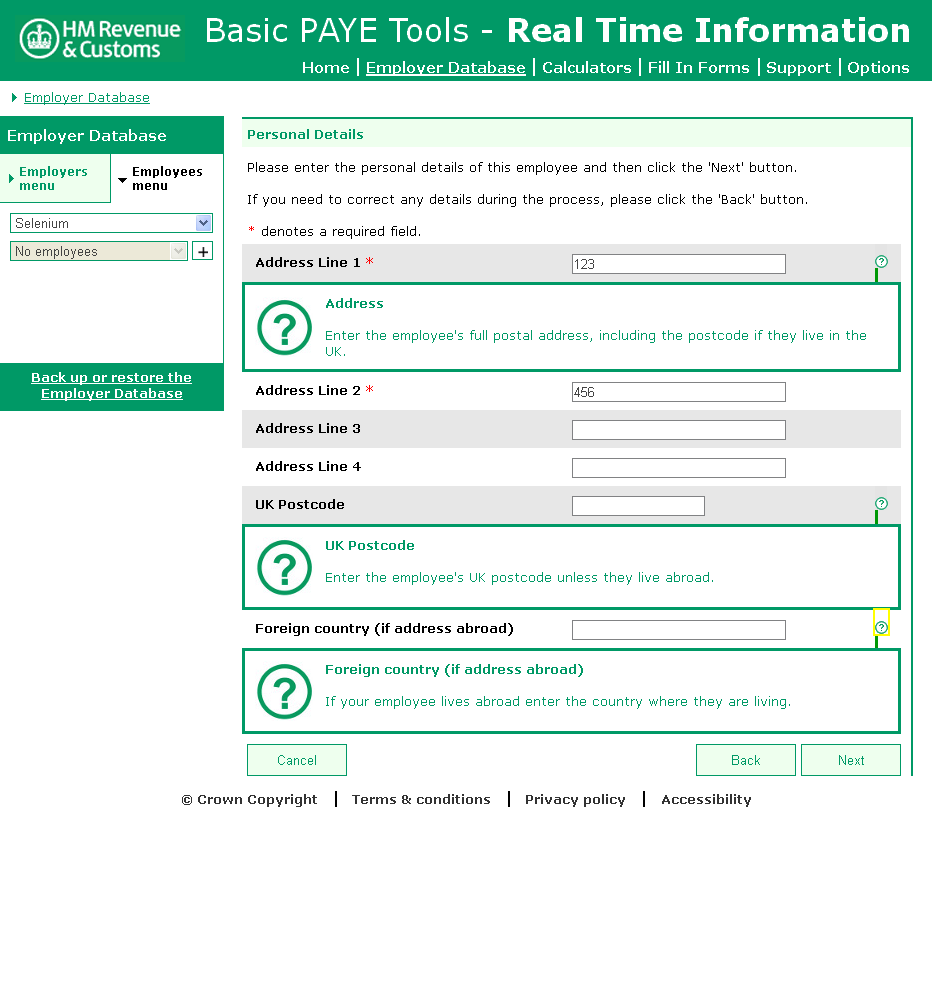 HM Revenue
& Customs
Basic PAYE Tools - Real Time Information
Home | Employer Database | Calculators | Fill In Forms | Support | Options
Employer Database
Employer Database
Employers
menu
Employees
menu
Selenium
No employees
+
Back up or restore the
Employer Database
Personal Details
Please enter the personal details of this employee and then click the 'Next' button.
If you need to correct any details during the process, please click the 'Back' button.
* denotes a required field.
Address Line 1 *
123
?
?
Address
Enter the employee's full postal address, including the postcode if they live in the
UK.
Address Line 2 *
456
Address Line 3
Address Line 4
UK Postcode
?
?
UK Postcode
Enter the employee's UK postcode unless they live abroad.
Foreign country (if address abroad)
?
?
Foreign country (if address abroad)
If your employee lives abroad enter the country where they are living.
Cancel
Back
Next
© Crown Copyright | Terms & conditions | Privacy policy | Accessibility